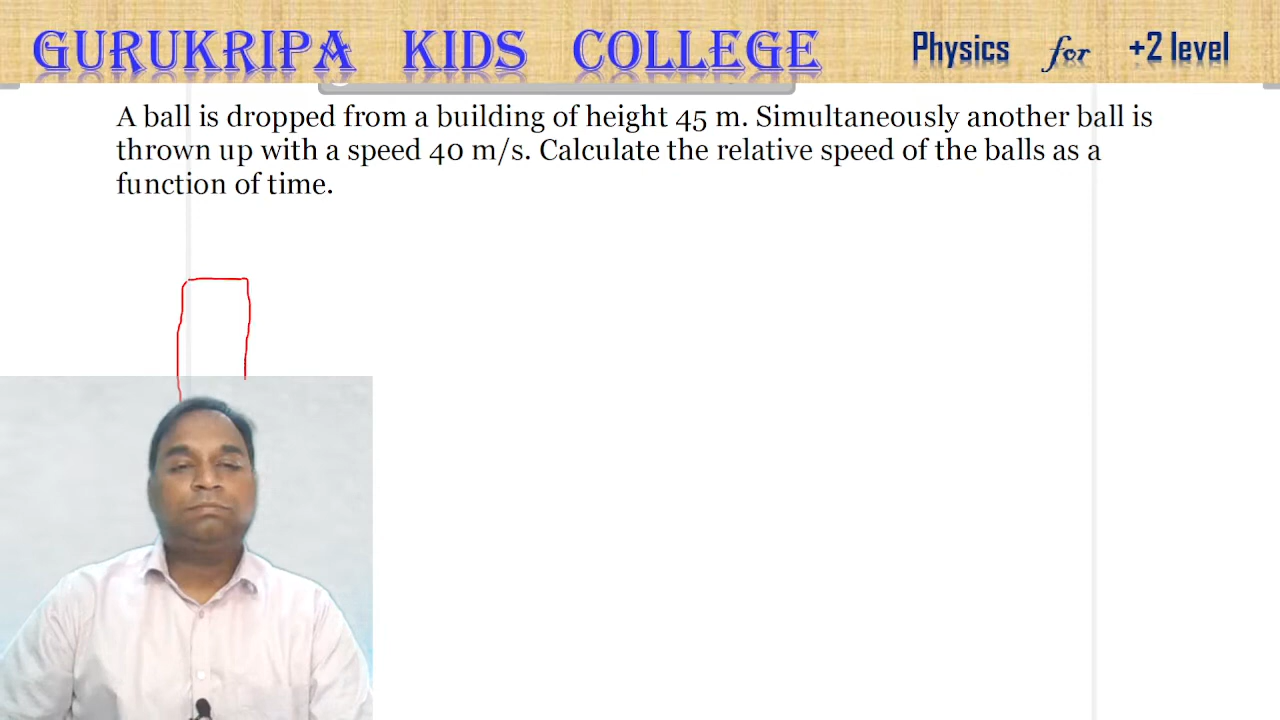 GURUKRIPA KIDS COLLEGE Physics for +2 level
A ball is dropped from a building of height 45 m. Simultaneously another ball is
thrown up with a speed 40 m/s. Calculate the relative speed of the balls as a
function of time.